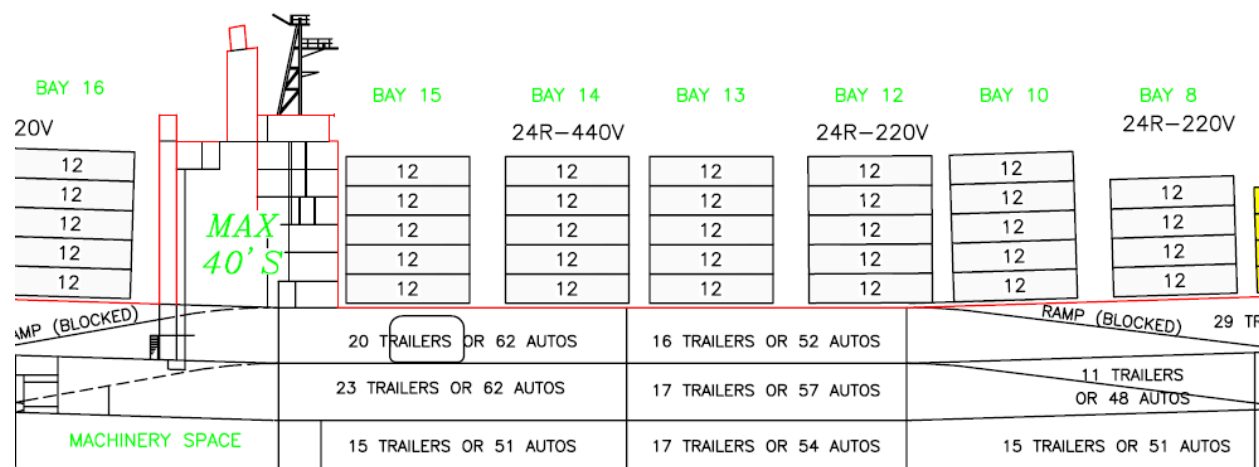 BAY 16
BAY 15
BAY 14
BAY 13
BAY 12
BAY 10
BAY 8
20V
24R-440V
24R-220V
24R-220V
12 12 12 12 12 12
12 12 12 12 12 12 12
12 12 12 12 12 12 12
12 12 12 12 12 12 12
12 12 12 12 12 12 12
MAX
40'S
AMP (BLOCKED)
20 TRAILERS OR 62 AUTOS
16 TRAILERS OR 52 AUTOS
RAMP (BLOCKED)
29 TR
23 TRAILERS OR 62 AUTOS
17 TRAILERS OR 57 AUTOS
11 TRAILERS
OR 48 AUTOS
MACHINERY SPACE
15 TRAILERS OR 51 AUTOS
17 TRAILERS OR 54 AUTOS
15 TRAILERS OR 51 AUTOS